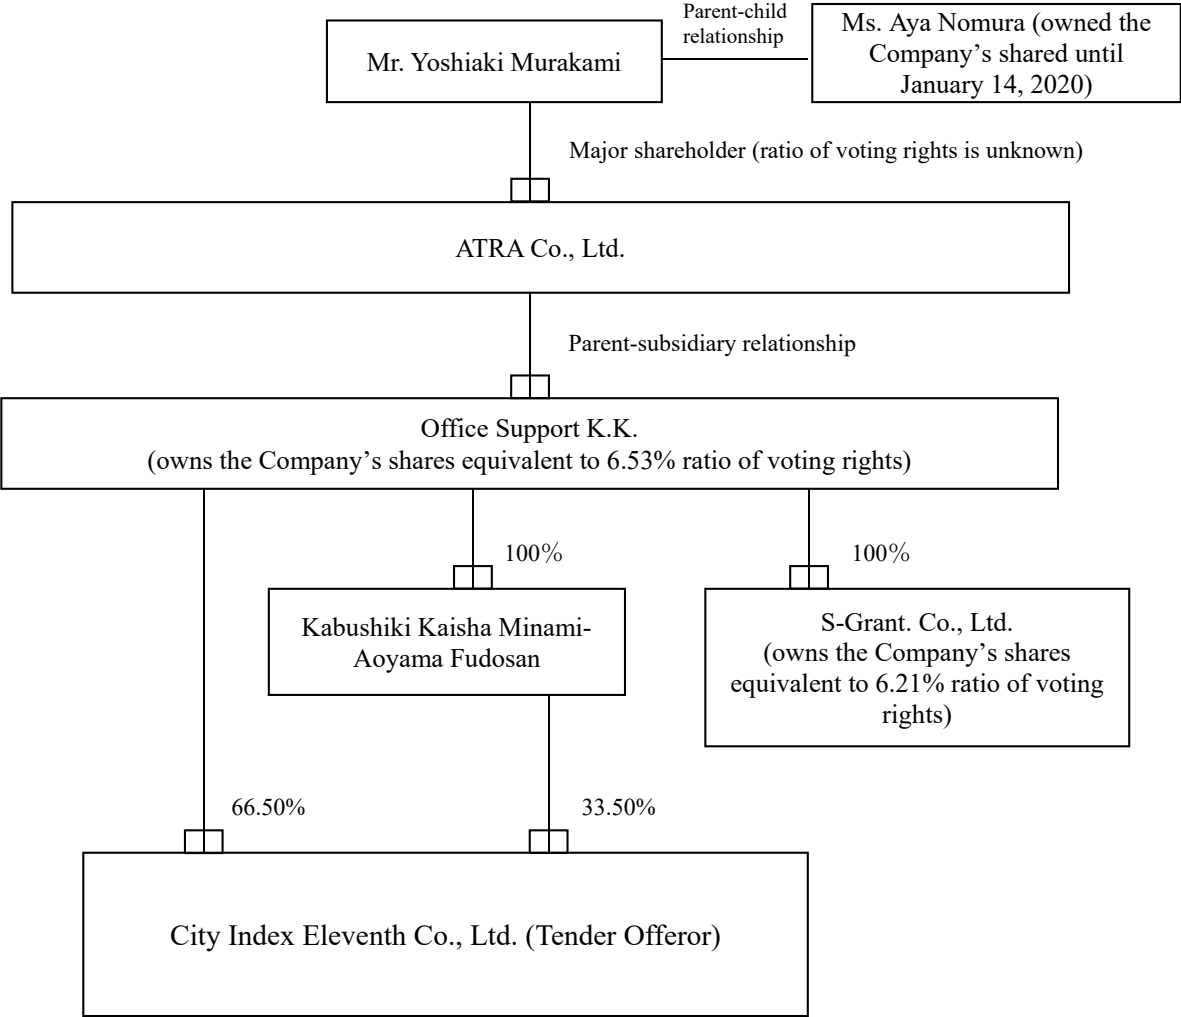 Parent-child
relationship
Mr. Yoshiaki Murakami
Ms. Aya Nomura (owned the
Company’s shared until
January 14, 2020)
Major shareholder (ratio of voting rights is unknown)
ATRA Co., Ltd.
Parent-subsidiary relationship
Office Support K.K.
(owns the Company’s shares equivalent to 6.53% ratio of voting rights)
100%
100%
Kabushiki Kaisha Minami-
Aoyama Fudosan
S-Grant. Co., Ltd.
(owns the Company’s shares
equivalent to 6.21% ratio of voting
rights)
66.50%
33.50%
City Index Eleventh Co., Ltd. (Tender Offeror)